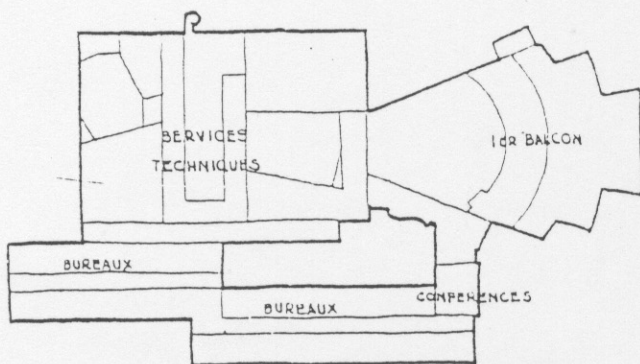 SERVICES
TECHNIQUES
1er BALCON
BUREAUX
BUREAUX
CONFERENCES